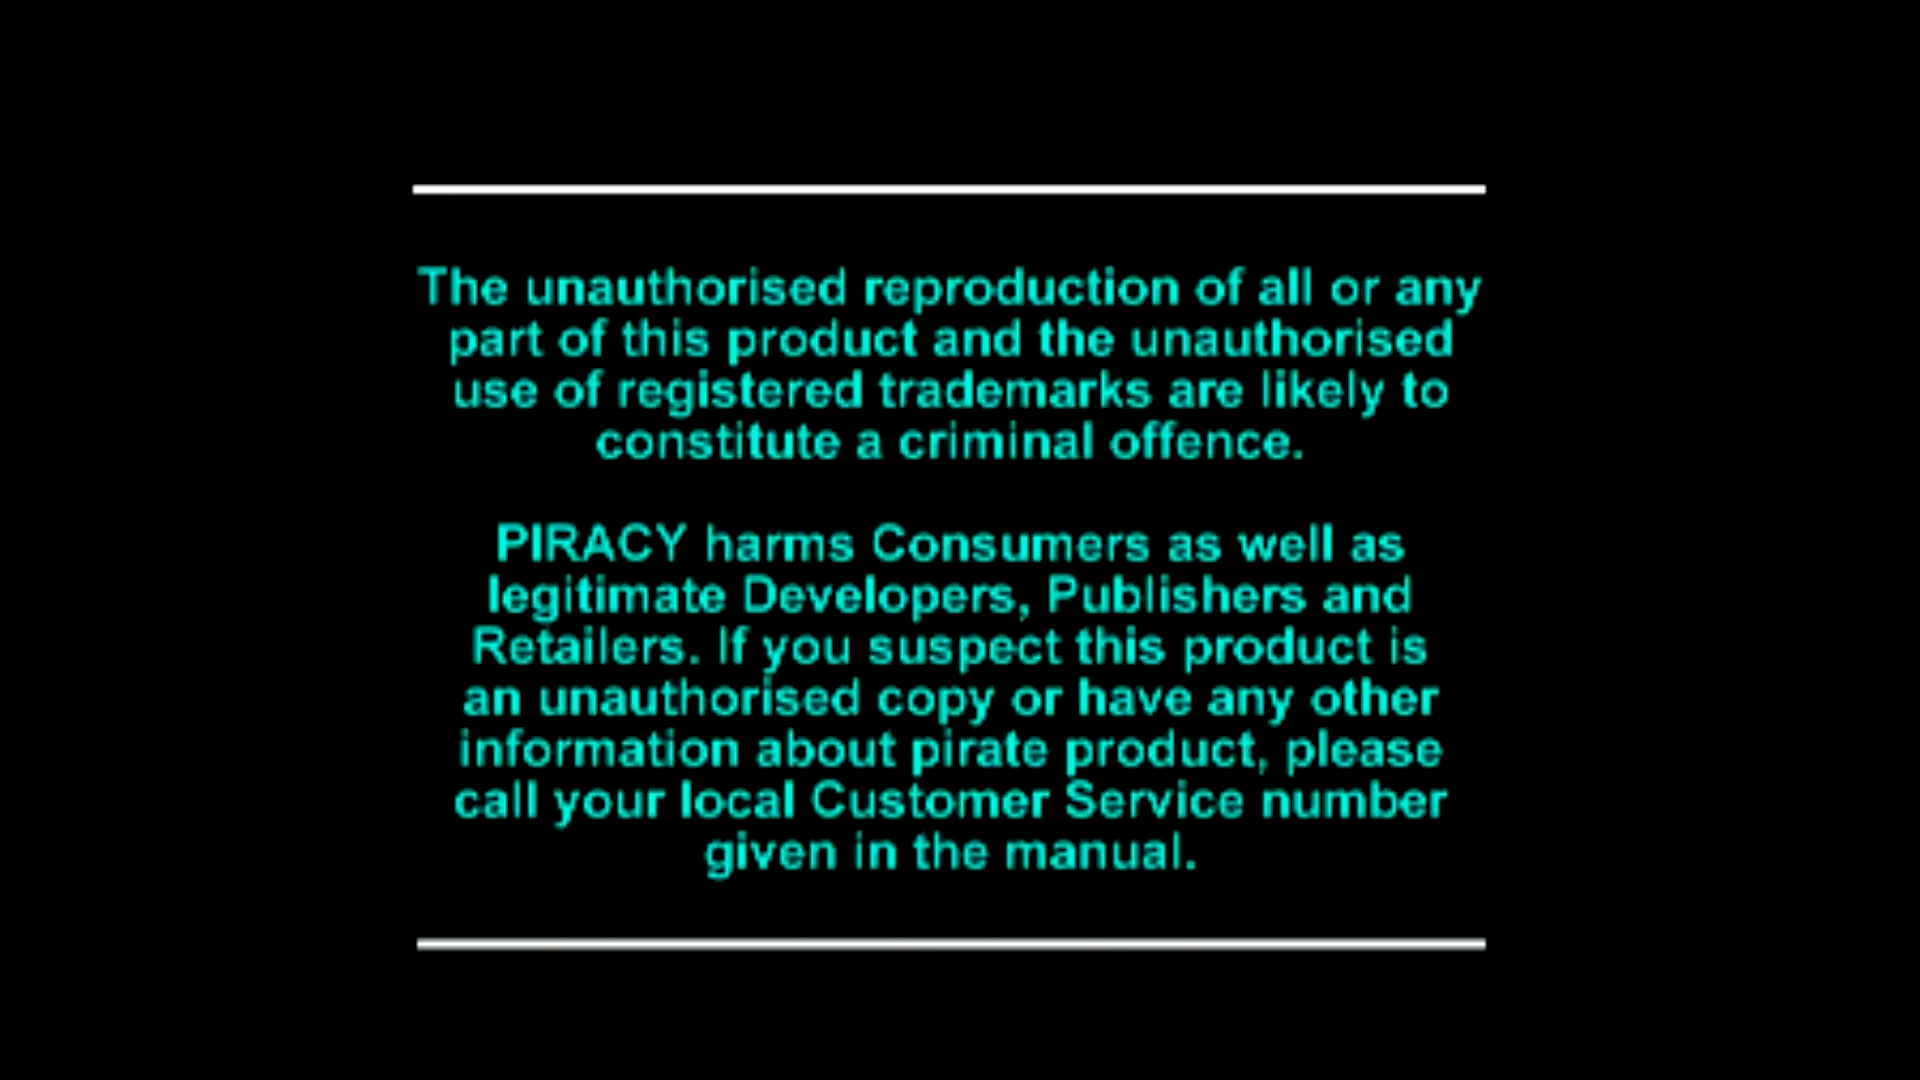 The unauthorised reproduction of all or any
part of this product and the unauthorised
use of registered trademarks are likely to
constitute a criminal offence.
PIRACY harms Consumers as well as
legitimate Developers, Publishers and
Retailers. If you suspect this product is
an unauthorised copy or have any other
information about pirate product, please
call your local Customer Service number
given in the manual.